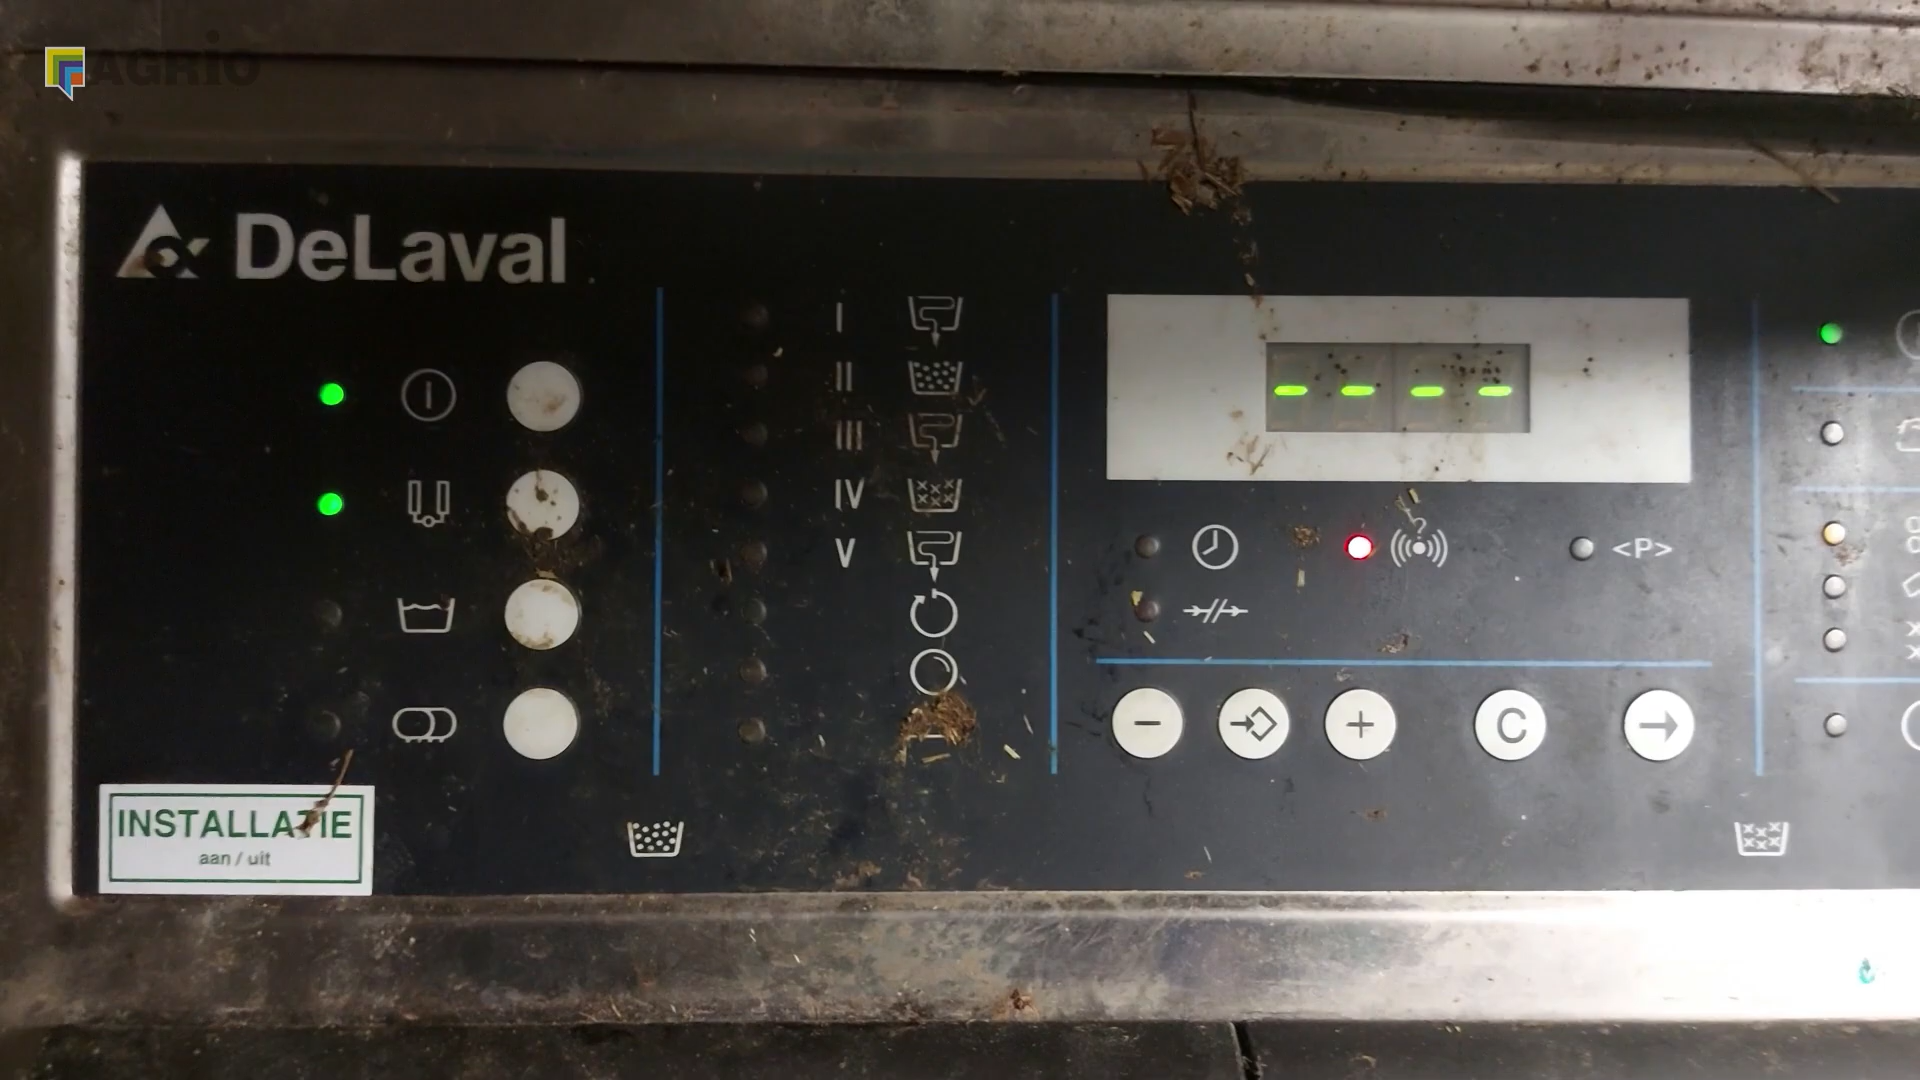 AGRIO
DeLaval
I
II
III
IV
V
- - - -
?
<P>
- + C
INSTALLATIE
aan / uit